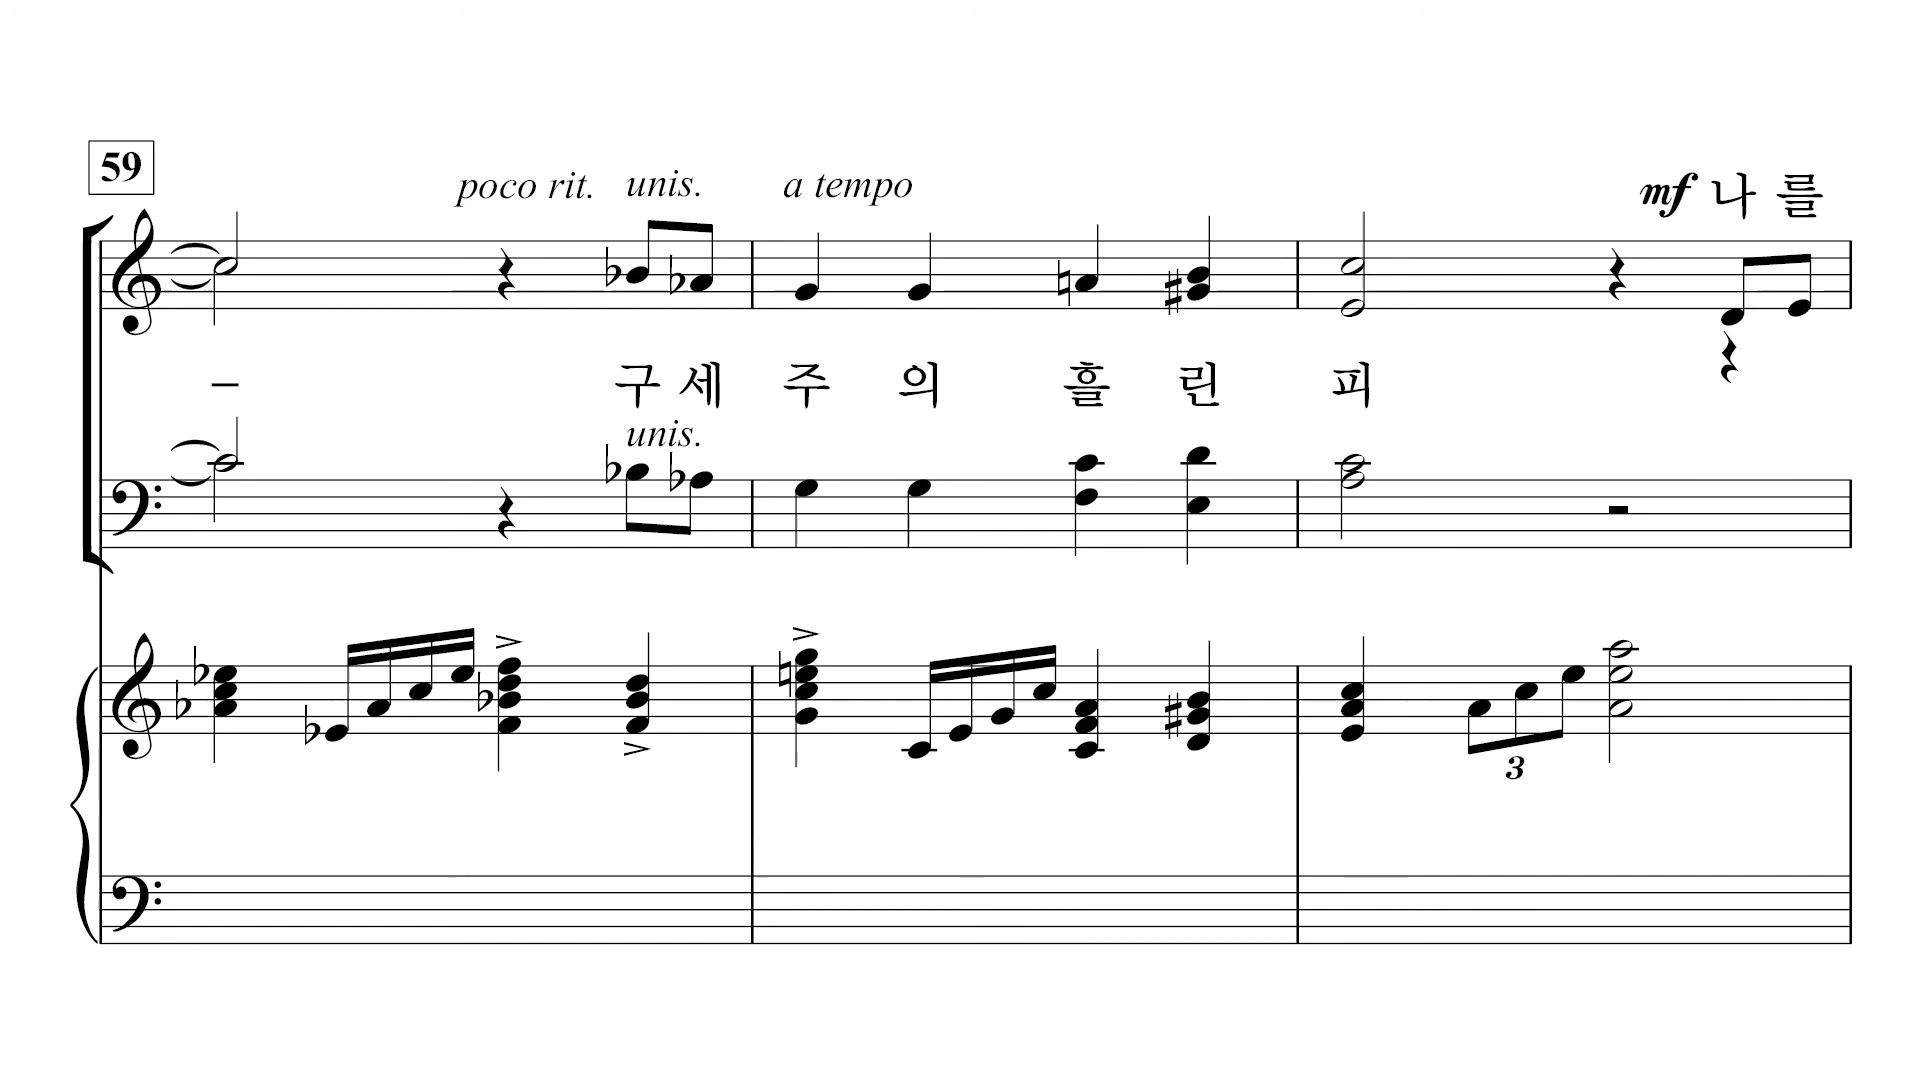 59
poco rit. unis. a tempo mf 나 를
– 구 세 주 의 흘 린 피
unis.
3